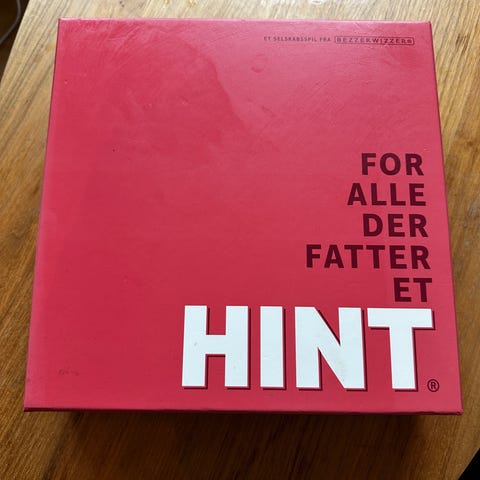 ET SELSKABSSPIL FRA BEZZERWIZZER®
FOR
ALLE
DER
FATTER
ET
HINT®